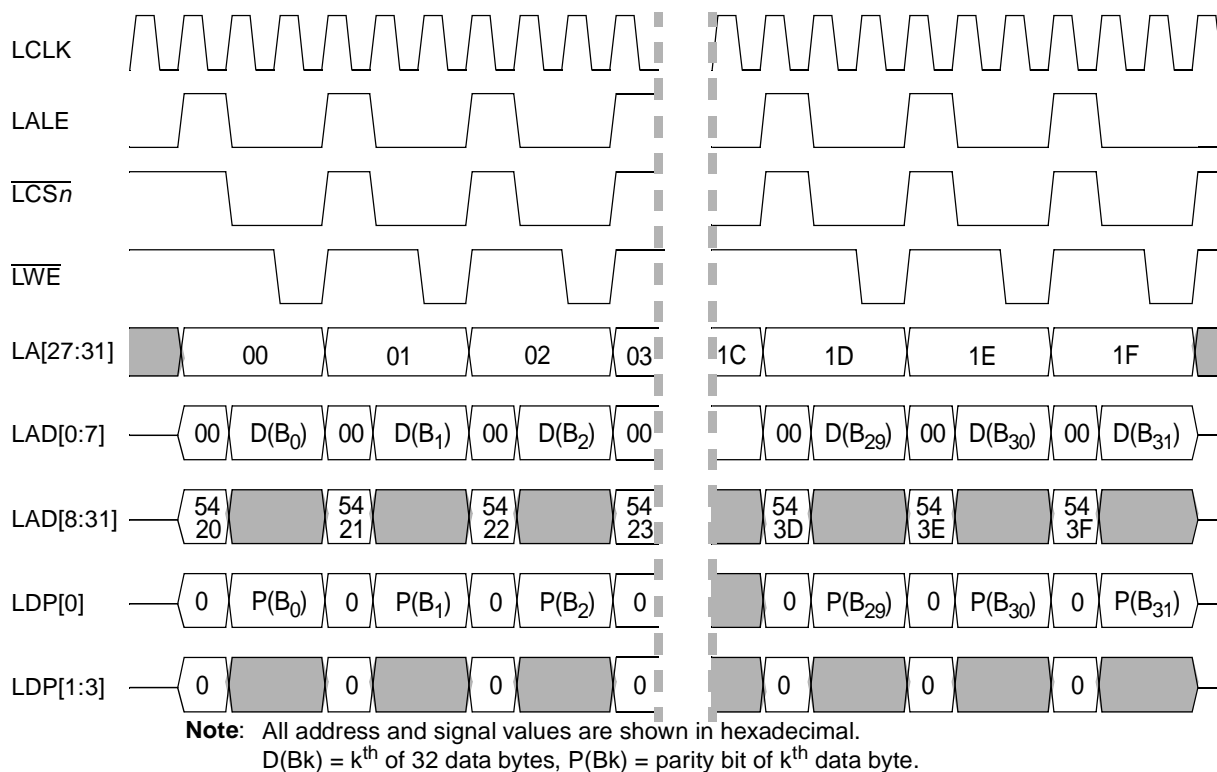 LCLK
LALE
LCSn
LWE
LA[27:31] 00 01 02 03 1C 1D 1E 1F
LAD[0:7] 00 D(B0) 00 D(B1) 00 D(B2) 00 00 D(B29) 00 D(B30) 00 D(B31)
LAD[8:31] 54 20 54 21 54 22 54 23 54 3D 54 3E 54 3F
LDP[0] 0 P(B0) 0 P(B1) 0 P(B2) 0 0 P(B29) 0 P(B30) 0 P(B31)
LDP[1:3] 0 0 0 0 0 0 0
Note: All address and signal values are shown in hexadecimal.
D(Bk) = kth of 32 data bytes, P(Bk) = parity bit of kth data byte.